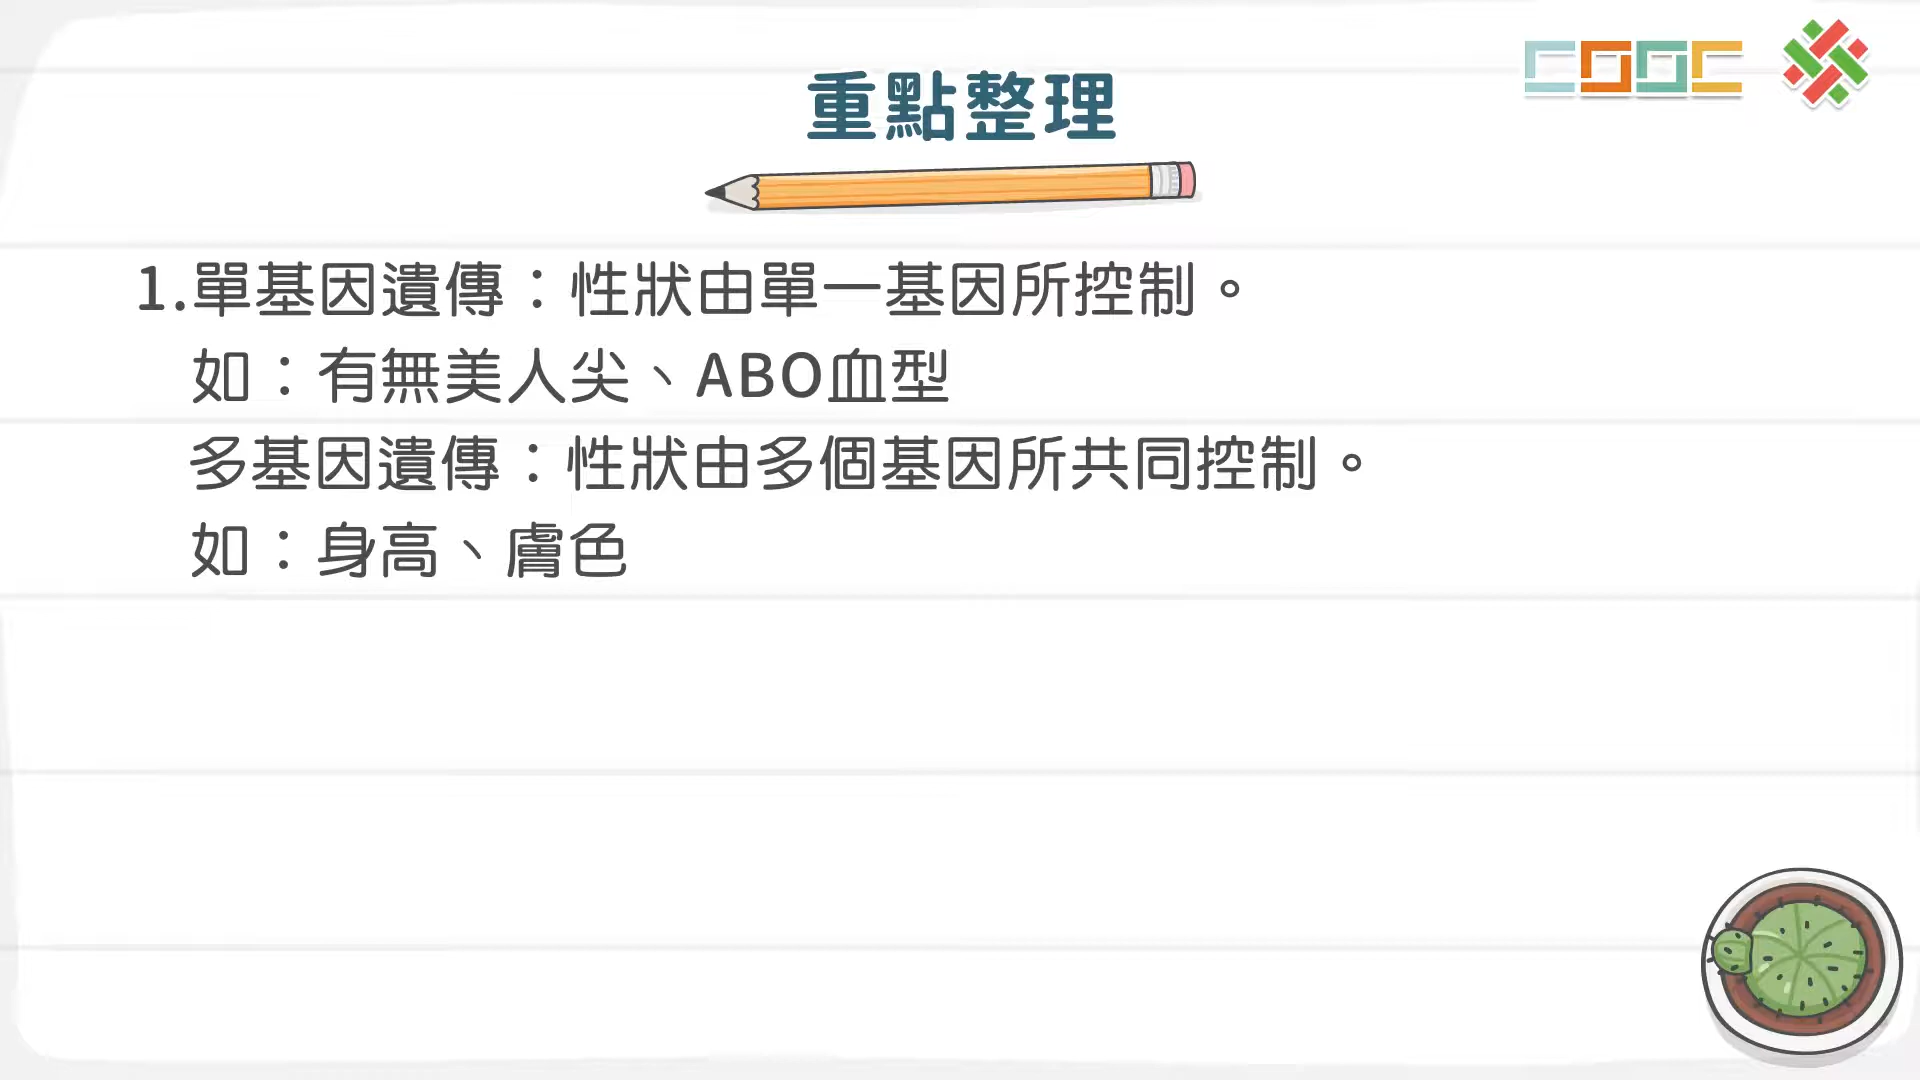 COOC
重點整理
1.單基因遺傳：性狀由單一基因所控制。
如：有無美人尖、ABO血型
多基因遺傳：性狀由多個基因所共同控制。
如：身高、膚色